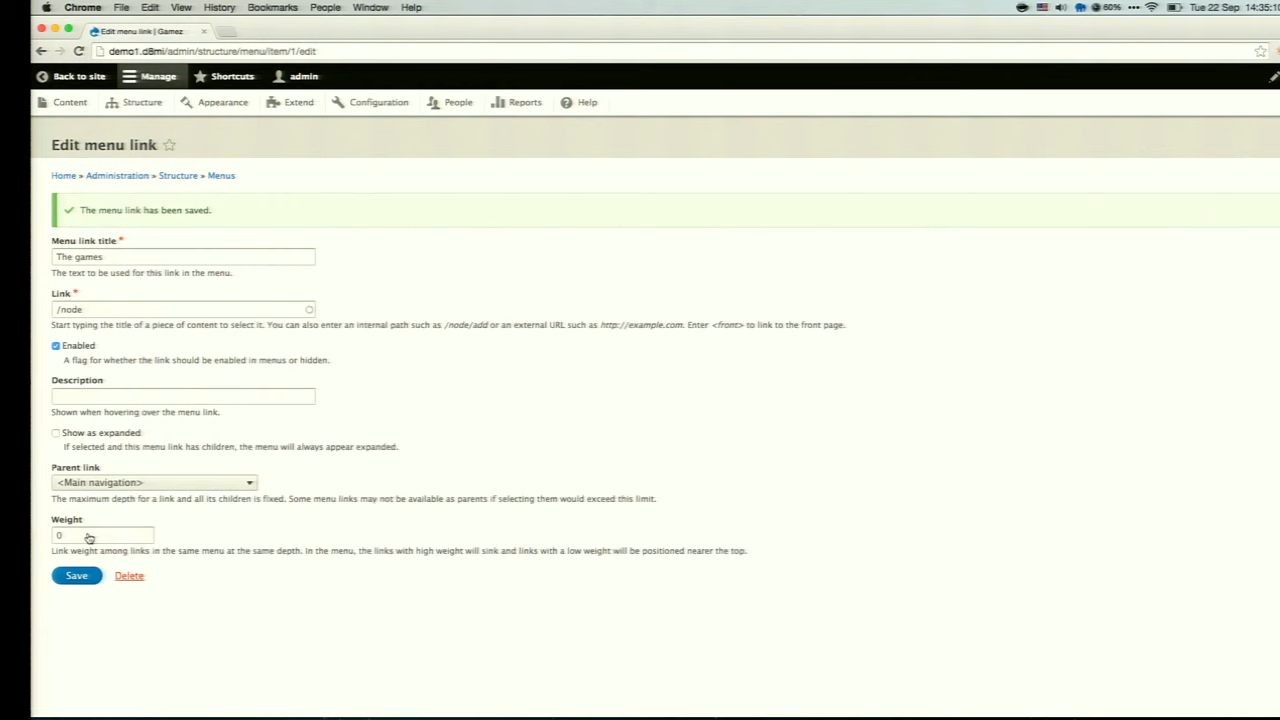 Chrome File Edit View History Bookmarks People Window Help 60% Tue 22 Sep 14:35:10
Edit menu link | Gamez
demo1.d8mi/admin/structure/menu/item/1/edit
Back to site Manage Shortcuts admin
Content Structure Appearance Extend Configuration People Reports Help
Edit menu link
Home » Administration » Structure » Menus
The menu link has been saved.
Menu link title *
The games
The text to be used for this link in the menu.
Link *
/node
Start typing the title of a piece of content to select it. You can also enter an internal path such as /node/add or an external URL such as http://example.com. Enter <front> to link to the front page.
Enabled
A flag for whether the link should be enabled in menus or hidden.
Description
Shown when hovering over the menu link.
Show as expanded
If selected and this menu link has children, the menu will always appear expanded.
Parent link
<Main navigation>
The maximum depth for a link and all its children is fixed. Some menu links may not be available as parents if selecting them would exceed this limit.
Weight
0
Link weight among links in the same menu at the same depth. In the menu, the links with high weight will sink and links with a low weight will be positioned nearer the top.
Save Delete